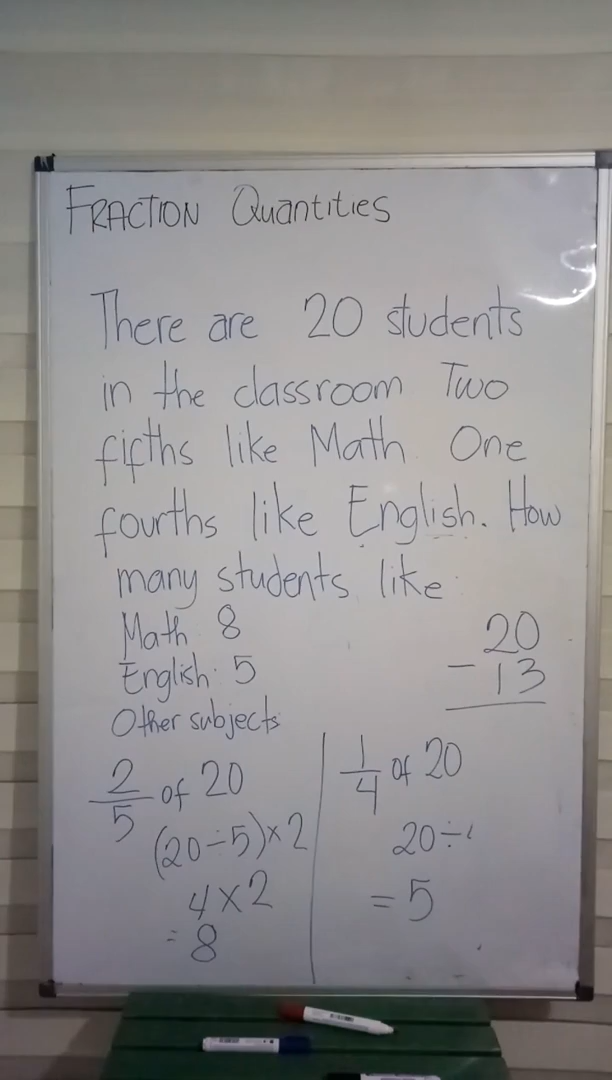 FRACTION Quantities
There are 20 students
in the classroom Two
fifths like Math. One
fourths like English. How
many students like
Math 8
English: 5
Other subjects
20
- 13
2/5 of 20
(20÷5)×2
4×2
= 8
1/4 of 20
20÷
= 5